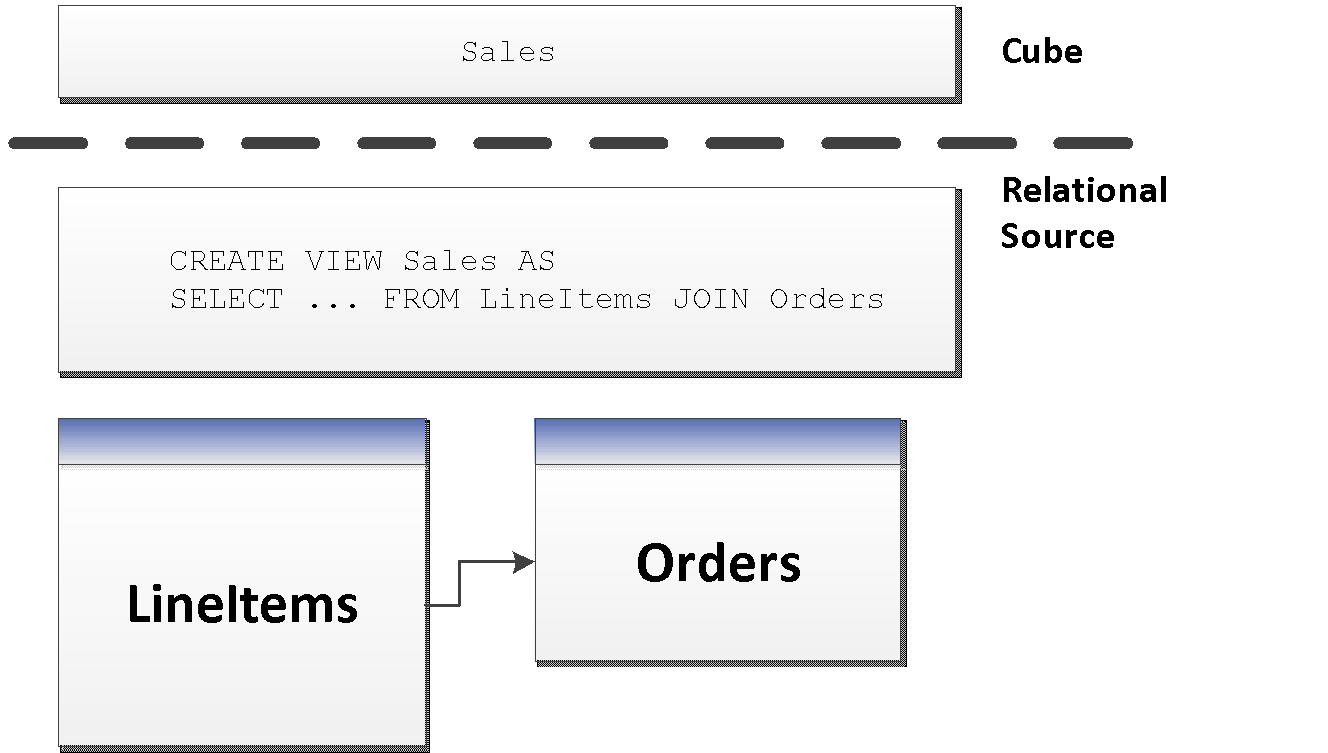 Sales
Cube
Relational
Source
CREATE VIEW Sales AS
SELECT ... FROM LineItems JOIN Orders
LineItems
Orders